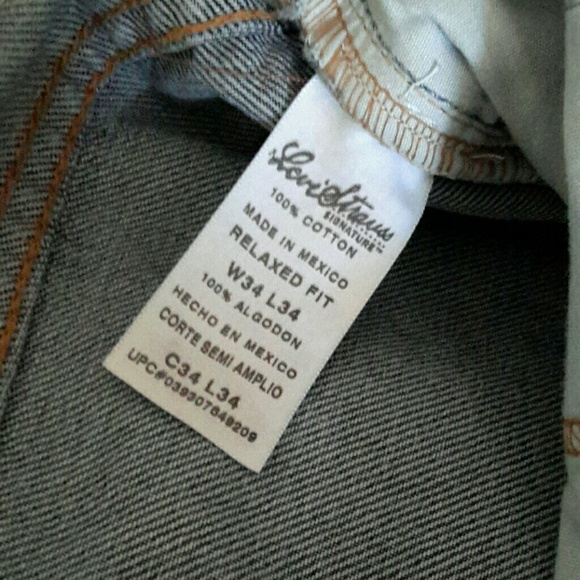 Levi Strauss
SIGNATURE™
100% COTTON
MADE IN MEXICO
RELAXED FIT
W34 L34
100% ALGODON
HECHO EN MEXICO
CORTE SEMI AMPLIO
C34 L34
UPC#039307649209